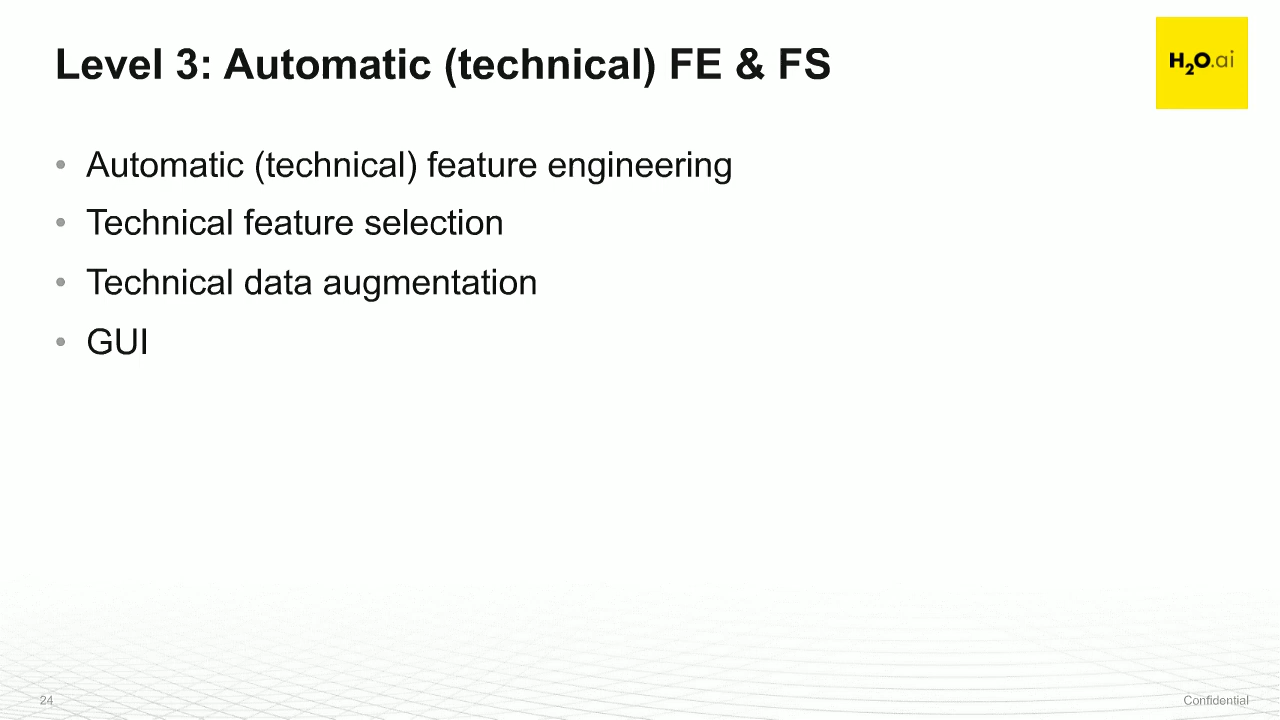 Level 3: Automatic (technical) FE & FS
H2O.ai
• Automatic (technical) feature engineering
• Technical feature selection
• Technical data augmentation
• GUI
24
Confidential